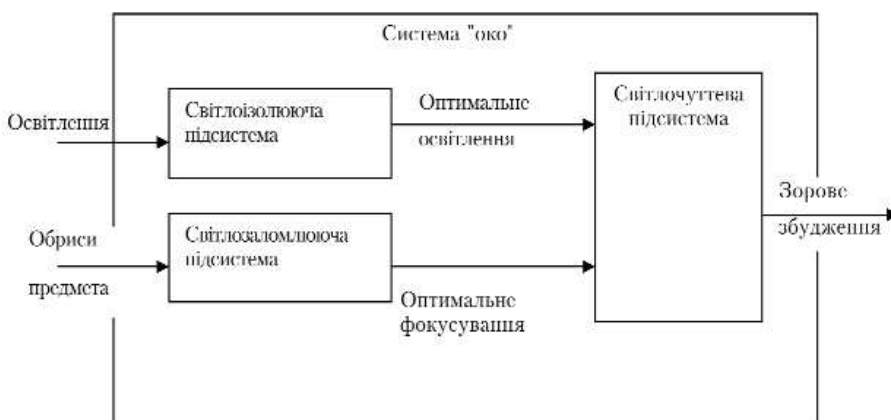 Система "око"
Освітлення
Світлоізолююча
підсистема
Оптимальне
освітлення
Світлочуттєва
підсистема
Обриси
предмета
Світлозаломлююча
підсистема
Оптимальне
фокусування
Зорове
збудження